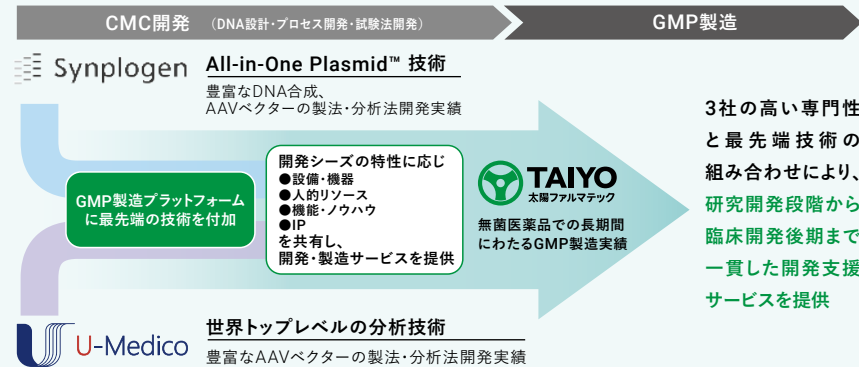 CMC開発 (DNA設計・プロセス開発・試験法開発)
GMP製造
Synplogen
All-in-One Plasmid™ 技術
豊富なDNA合成、
AAVベクターの製法・分析法開発実績
GMP製造プラットフォーム
に最先端の技術を付加
開発シーズの特性に応じ
●設備・機器
●人的リソース
●機能・ノウハウ
●IP
を共有し、
開発・製造サービスを提供
TAIYO
太陽ファルマテック
無菌医薬品での長期間
にわたるGMP製造実績
3社の高い専門性
と最先端技術の
組み合わせにより、
研究開発段階から
臨床開発後期まで
一貫した開発支援
サービスを提供
U-Medico
世界トップレベルの分析技術
豊富なAAVベクターの製法・分析法開発実績